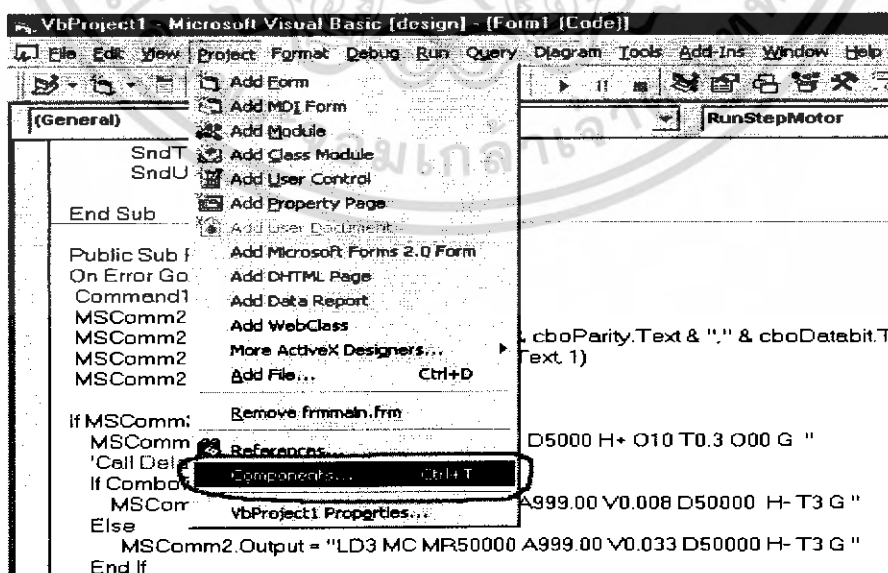 VbProject1 - Microsoft Visual Basic [design] - [Form1 (Code)]
File Edit View Project Format Debug Run Query Diagram Tools Add-Ins Window Help
(General)
RunStepMotor
Add Form
Add MDI Form
Add Module
Add Class Module
Add User Control
Add Property Page
Add User Document
Add Microsoft Forms 2.0 Form
Add DHTML Page
Add Data Report
Add WebClass
More ActiveX Designers...
Add File... Ctrl+D
Remove frmmain.frm
References...
Components... Ctrl+T
VbProject1 Properties...
SndT
SndU
End Sub
Public Sub
On Error Go
Command1
MSComm2
MSComm2 cboParity.Text & "," & cboDatabit.T
MSComm2 Text, 1)
MSComm2
If MSComm
MSComm D5000 H+ O10 T0.3 O00 G "
'Call Dela
If Combo
MSCom A999.00 V0.008 D50000 H- T3 G "
Else
MSComm2.Output = "LD3 MC MR50000 A999.00 V0.033 D50000 H- T3 G "
End If